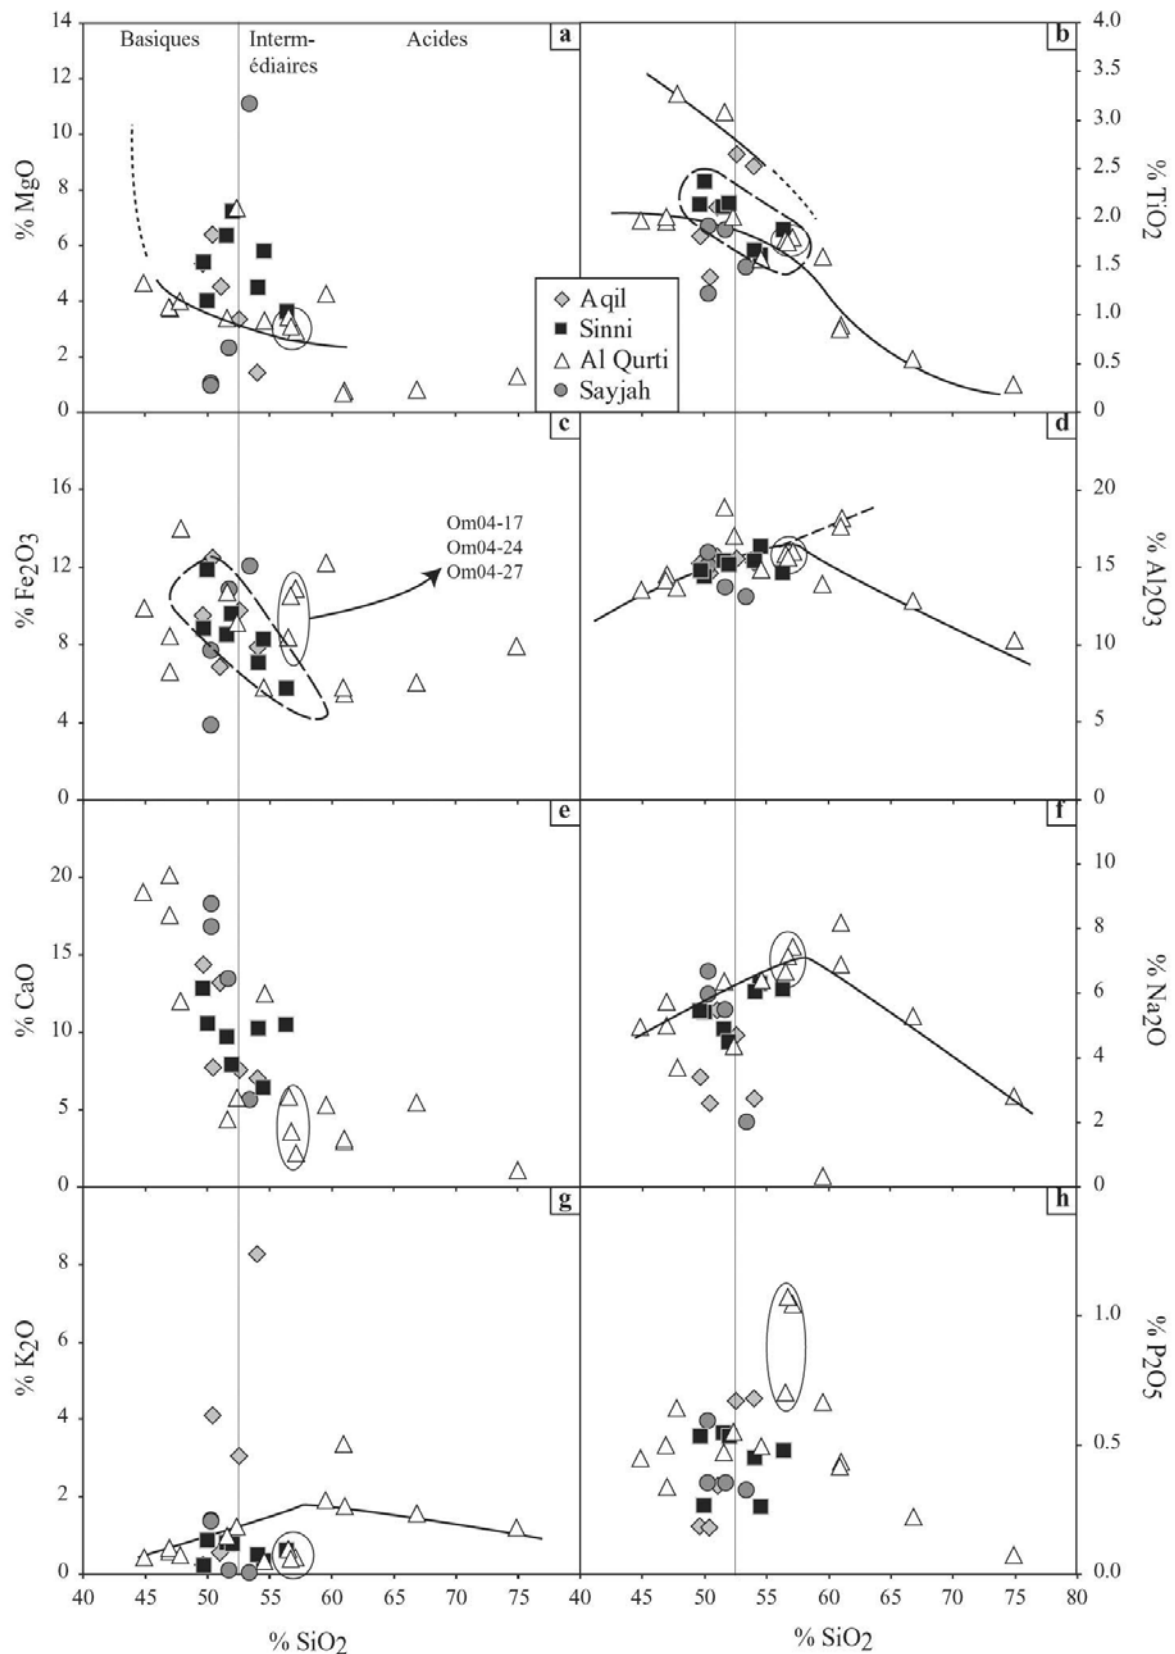 14
12
10
8
6
4
2
0
% MgO
Basiques
Interm-
édiaires
Acides
a
b
4.0
3.5
3.0
2.5
2.0
1.5
1.0
0.5
0
% TiO2
Aqil
Sinni
Al Qurti
Sayjah
16
12
8
4
0
% Fe2O3
c
Om04-17
Om04-24
Om04-27
d
20
15
10
5
0
% Al2O3
20
15
10
5
0
% CaO
e
f
10
8
6
4
2
0
% Na2O
8
6
4
2
0
% K2O
g
h
1.0
0.5
0.0
% P2O5
40 45 50 55 60 65 70 75 40 45 50 55 60 65 70 75 80
% SiO2
% SiO2